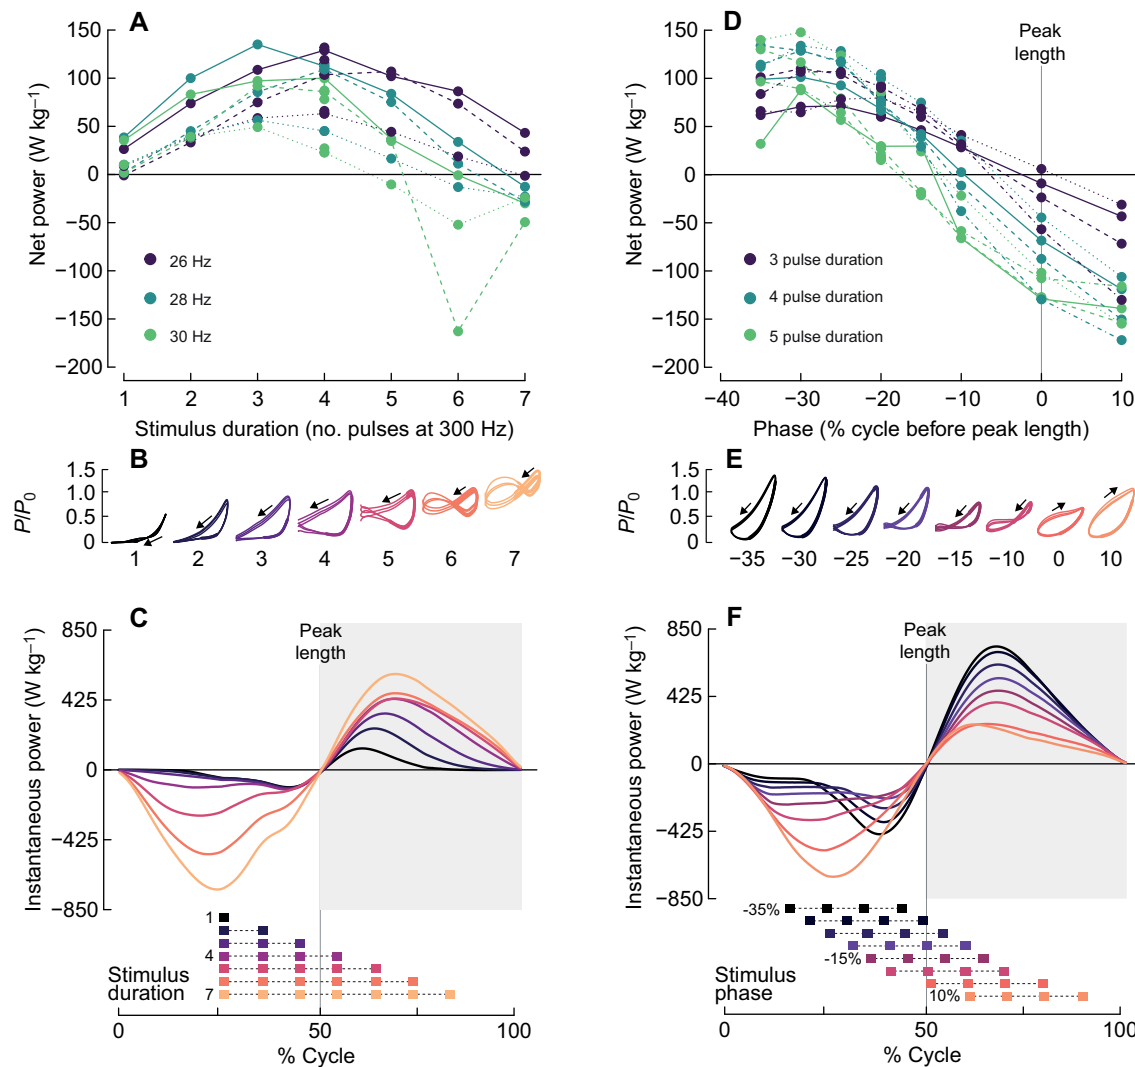 A
150
100
50
0
−50
−100
−150
−200
Net power (W kg−1)
26 Hz
28 Hz
30 Hz
1 2 3 4 5 6 7
Stimulus duration (no. pulses at 300 Hz)
B
1.5
1.0
0.5
0
P/P0
1 2 3 4 5 6 7
C
850
425
0
−425
−850
Instantaneous power (W kg−1)
Peak
length
1
4
7
Stimulus
duration
0 50 100
% Cycle
D
150
100
50
0
−50
−100
−150
−200
Net power (W kg−1)
Peak
length
3 pulse duration
4 pulse duration
5 pulse duration
−40 −30 −20 −10 0 10
Phase (% cycle before peak length)
E
1.5
1.0
0.5
0
P/P0
−35 −30 −25 −20 −15 −10 0 10
F
850
425
0
−425
−850
Instantaneous power (W kg−1)
Peak
length
-35%
-15%
10%
Stimulus
phase
0 50 100
% Cycle